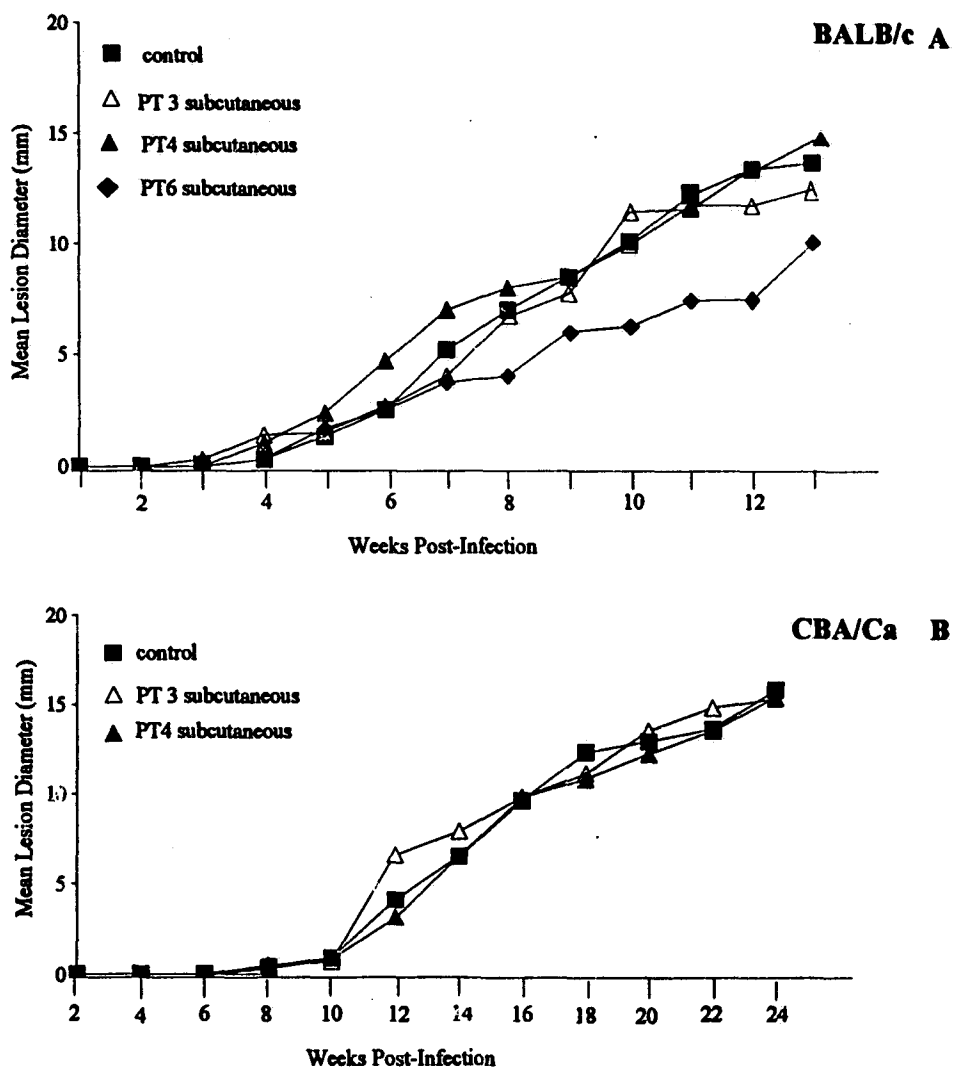 BALB/c A
20
15
10
5
0
Mean Lesion Diameter (mm)
control
PT 3 subcutaneous
PT4 subcutaneous
PT6 subcutaneous
2 4 6 8 10 12
Weeks Post-Infection
CBA/Ca B
20
15
10
5
0
Mean Lesion Diameter (mm)
control
PT 3 subcutaneous
PT4 subcutaneous
2 4 6 8 10 12 14 16 18 20 22 24
Weeks Post-Infection